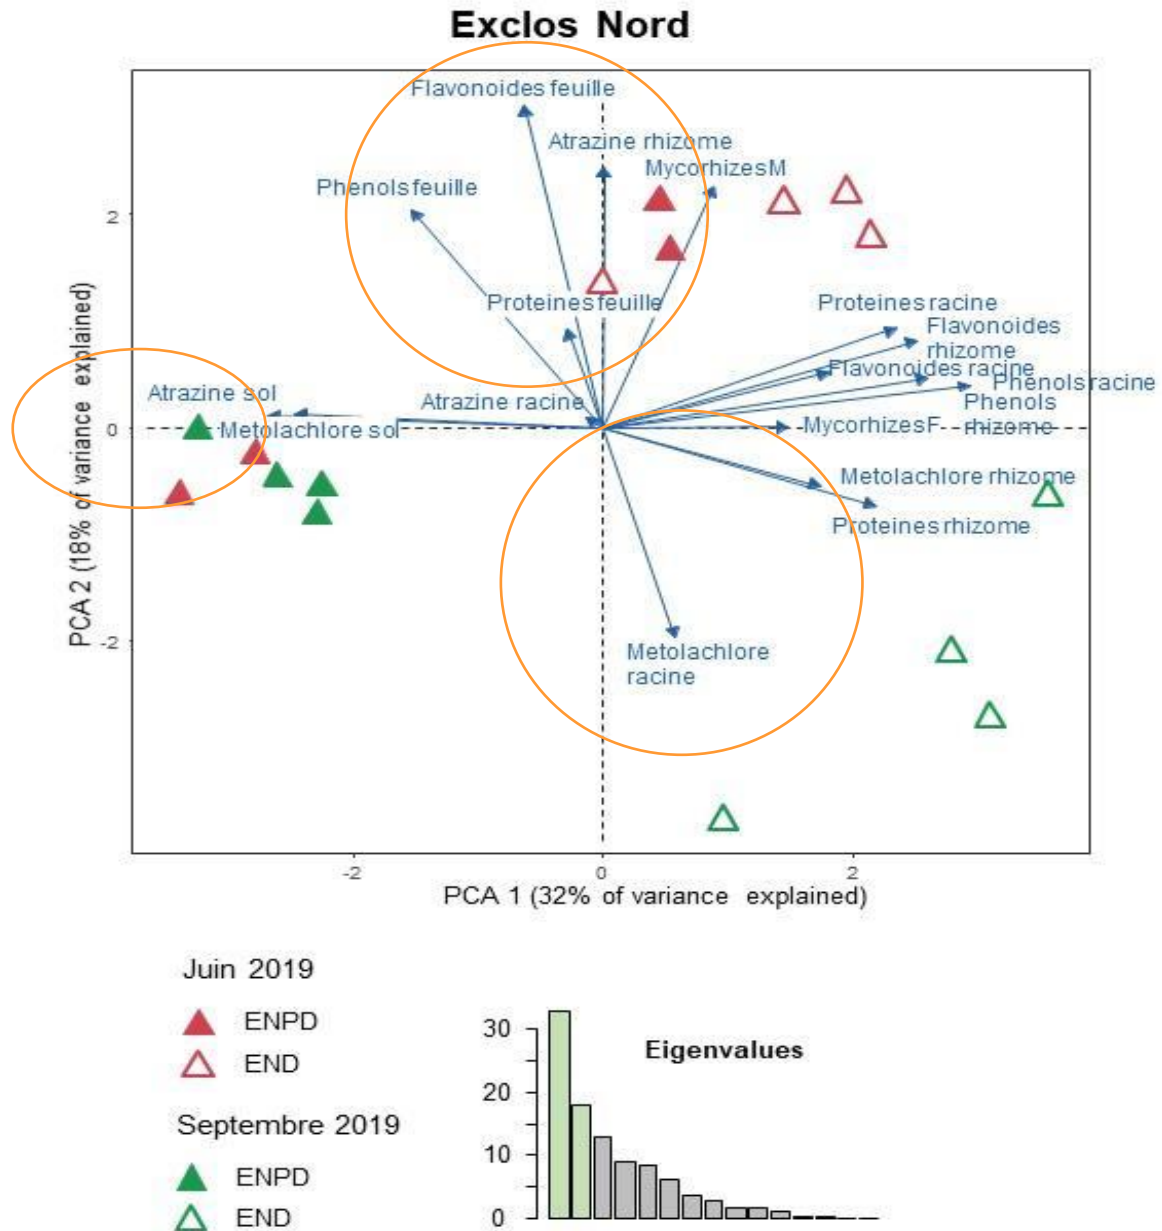 Exclos Nord
Flavonoides feuille
Atrazine rhizome
MycorhizesM
Phenols feuille
2
Proteines feuille
Proteines racine
Flavonoides
rhizome
Flavonoides racine
Phenols racine
Phenols
rhizome
Atrazine sol
Atrazine racine
MycorhizesF
0
Metolachlore sol
Metolachlore rhizome
Proteines rhizome
PCA 2 (18% of variance explained)
-2
Metolachlore
racine
-2
0
2
PCA 1 (32% of variance explained)
Juin 2019
ENPD
END
Septembre 2019
ENPD
END
Eigenvalues
30
20
10
0